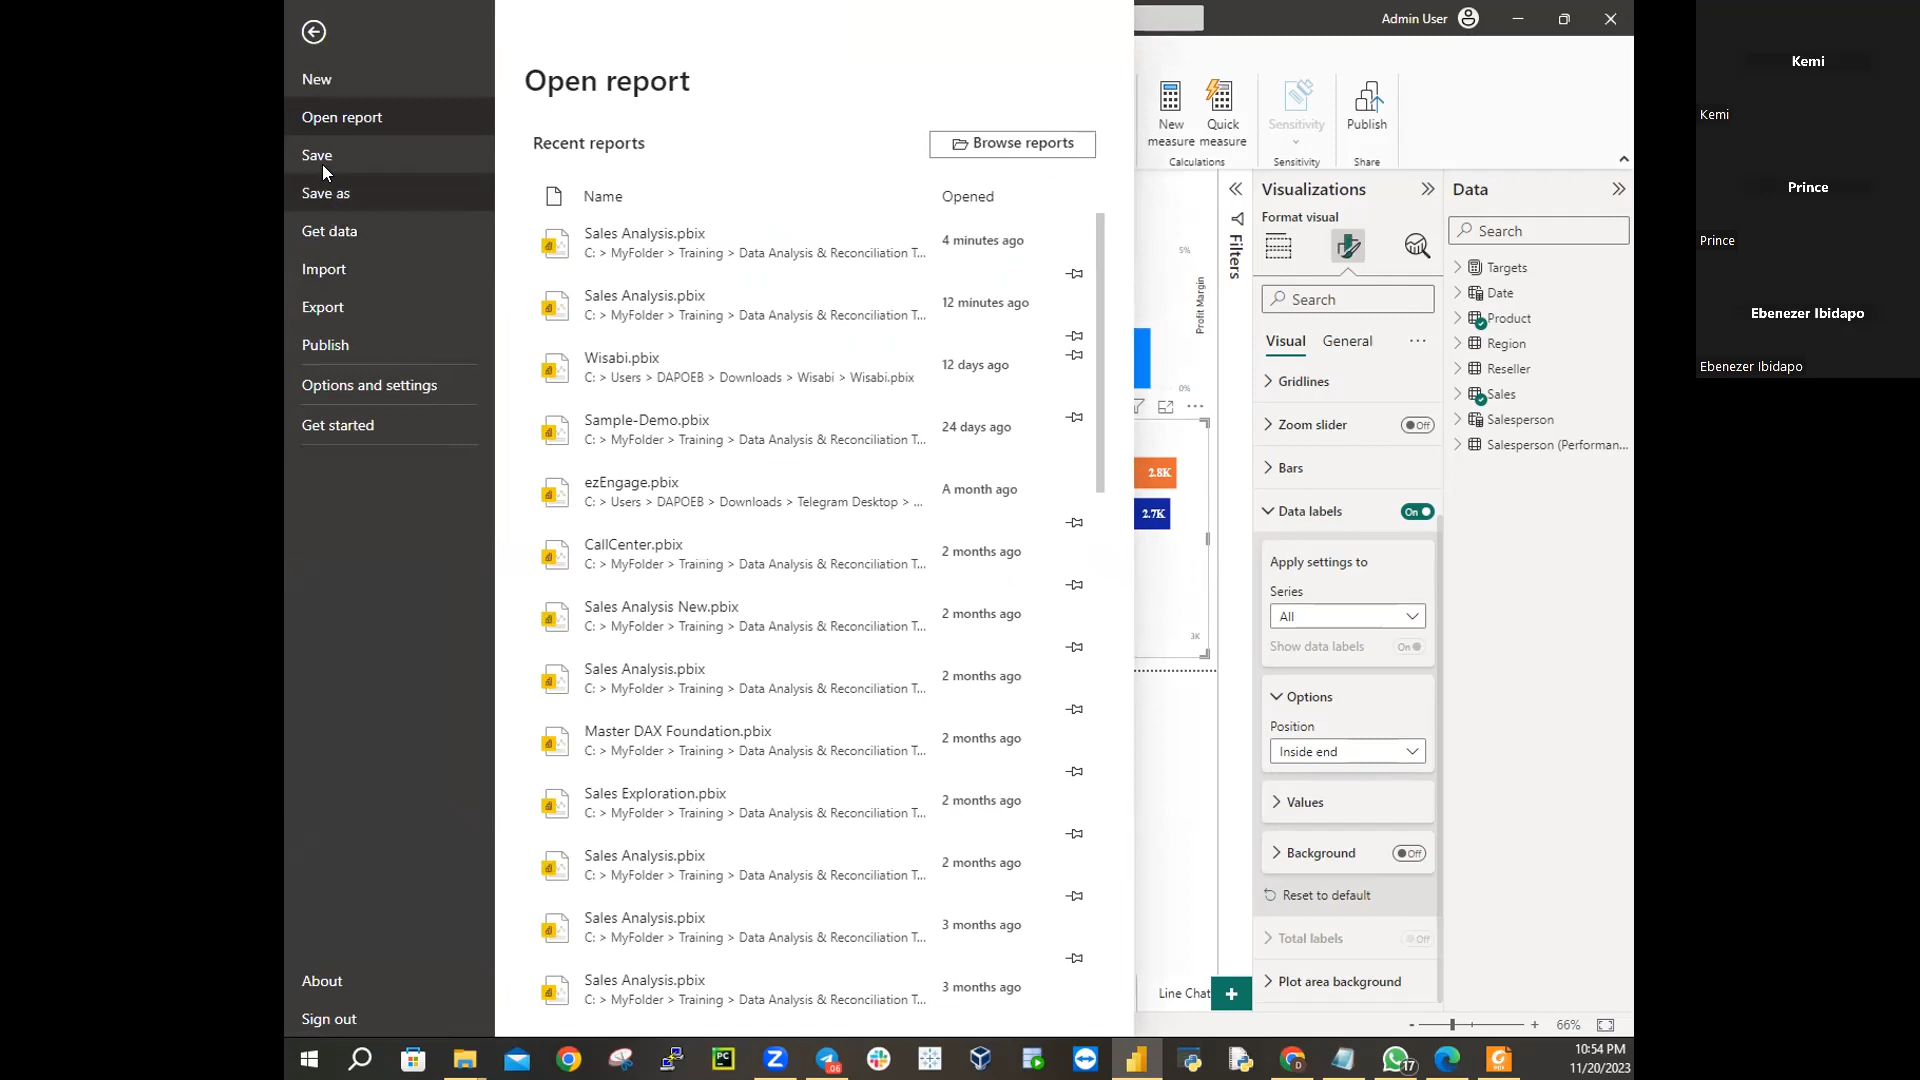 New
Open report
Save
Save as
Get data
Import
Export
Publish
Options and settings
Get started
About
Sign out
Open report
Recent reports
Browse reports
Name
Opened
Sales Analysis.pbix
C: > MyFolder > Training > Data Analysis & Reconciliation T...
4 minutes ago
Sales Analysis.pbix
C: > MyFolder > Training > Data Analysis & Reconciliation T...
12 minutes ago
Wisabi.pbix
C: > Users > DAPOEB > Downloads > Wisabi > Wisabi.pbix
12 days ago
Sample-Demo.pbix
C: > MyFolder > Training > Data Analysis & Reconciliation T...
24 days ago
ezEngage.pbix
C: > Users > DAPOEB > Downloads > Telegram Desktop > ...
A month ago
CallCenter.pbix
C: > MyFolder > Training > Data Analysis & Reconciliation T...
2 months ago
Sales Analysis New.pbix
C: > MyFolder > Training > Data Analysis & Reconciliation T...
2 months ago
Sales Analysis.pbix
C: > MyFolder > Training > Data Analysis & Reconciliation T...
2 months ago
Master DAX Foundation.pbix
C: > MyFolder > Training > Data Analysis & Reconciliation T...
2 months ago
Sales Exploration.pbix
C: > MyFolder > Training > Data Analysis & Reconciliation T...
2 months ago
Sales Analysis.pbix
C: > MyFolder > Training > Data Analysis & Reconciliation T...
2 months ago
Sales Analysis.pbix
C: > MyFolder > Training > Data Analysis & Reconciliation T...
3 months ago
Sales Analysis.pbix
C: > MyFolder > Training > Data Analysis & Reconciliation T...
3 months ago
Admin User
New measure
Quick measure
Calculations
Sensitivity
Sensitivity
Publish
Share
5%
Profit Margin
0%
2.8K
2.7K
3K
Line Chat
Filters
Visualizations
Format visual
Search
Visual
General
Gridlines
Zoom slider
Off
Bars
Data labels
On
Apply settings to
Series
All
Show data labels
On
Options
Position
Inside end
Values
Background
Off
Reset to default
Total labels
Off
Plot area background
Data
Search
Targets
Date
Product
Region
Reseller
Sales
Salesperson
Salesperson (Performan...
66%
10:54 PM
11/20/2023
17
Kemi
Kemi
Prince
Prince
Ebenezer Ibidapo
Ebenezer Ibidapo